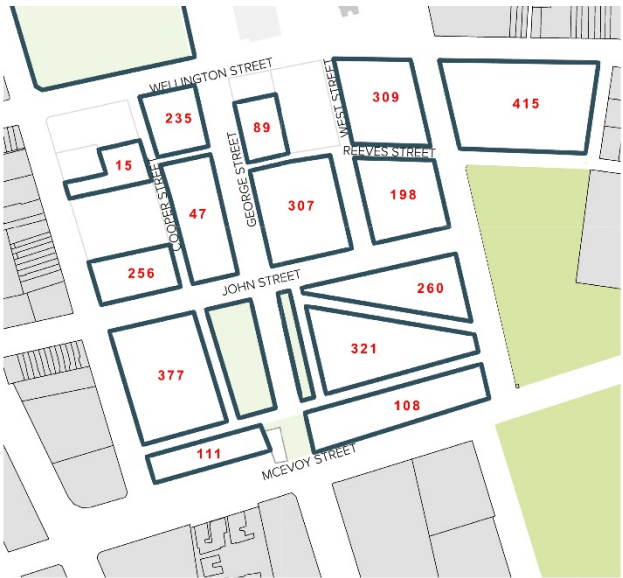 WELLINGTON STREET
WEST STREET
309
415
235
89
REEVES STREET
15
COOPER STREET
GEORGE STREET
198
47
307
256
JOHN STREET
260
377
321
108
111
MCEVOY STREET